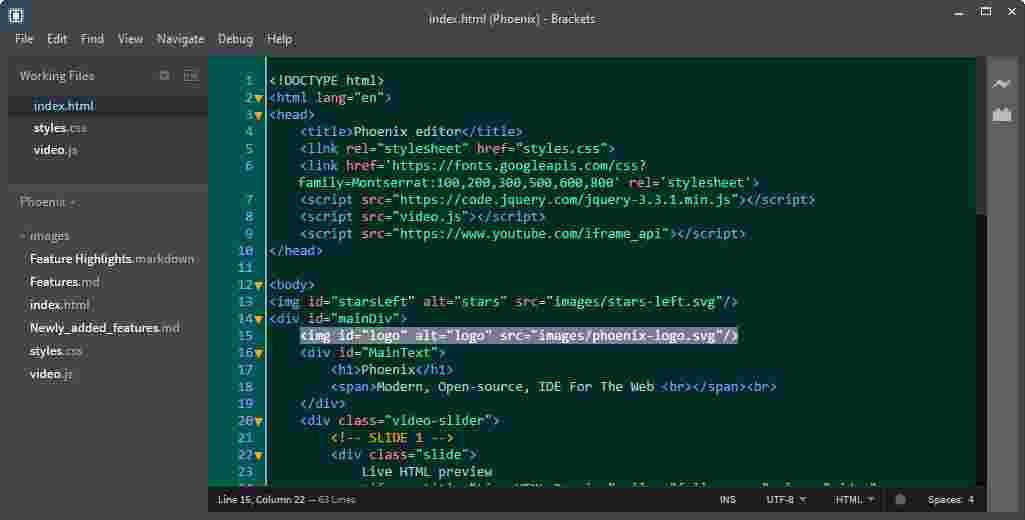 index.html (Phoenix) - Brackets
File Edit Find View Navigate Debug Help
Working Files
index.html
styles.css
video.js
Phoenix
images
Feature Highlights.markdown
Features.md
index.html
Newly_added_features.md
styles.css
video.js
1 <!DOCTYPE html>
2 <html lang="en">
3 <head>
4 <title>Phoenix editor</title>
5 <link rel="stylesheet" href="styles.css">
6 <link href='https://fonts.googleapis.com/css?
family=Montserrat:100,200,300,500,600,800' rel='stylesheet'>
7 <script src="https://code.jquery.com/jquery-3.3.1.min.js"></script>
8 <script src="video.js"></script>
9 <script src="https://www.youtube.com/iframe_api"></script>
10 </head>
11
12 <body>
13 <img id="starsLeft" alt="stars" src="images/stars-left.svg"/>
14 <div id="mainDiv">
15 <img id="logo" alt="logo" src="images/phoenix-logo.svg"/>
16 <div id="MainText">
17 <h1>Phoenix</h1>
18 <span>Modern, Open-source, IDE For The Web <br></span><br>
19 </div>
20 <div class="video-slider">
21 <!-- SLIDE 1 -->
22 <div class="slide">
23 Live HTML preview
Line 15, Column 22 — 63 Lines
INS UTF-8 HTML Spaces: 4